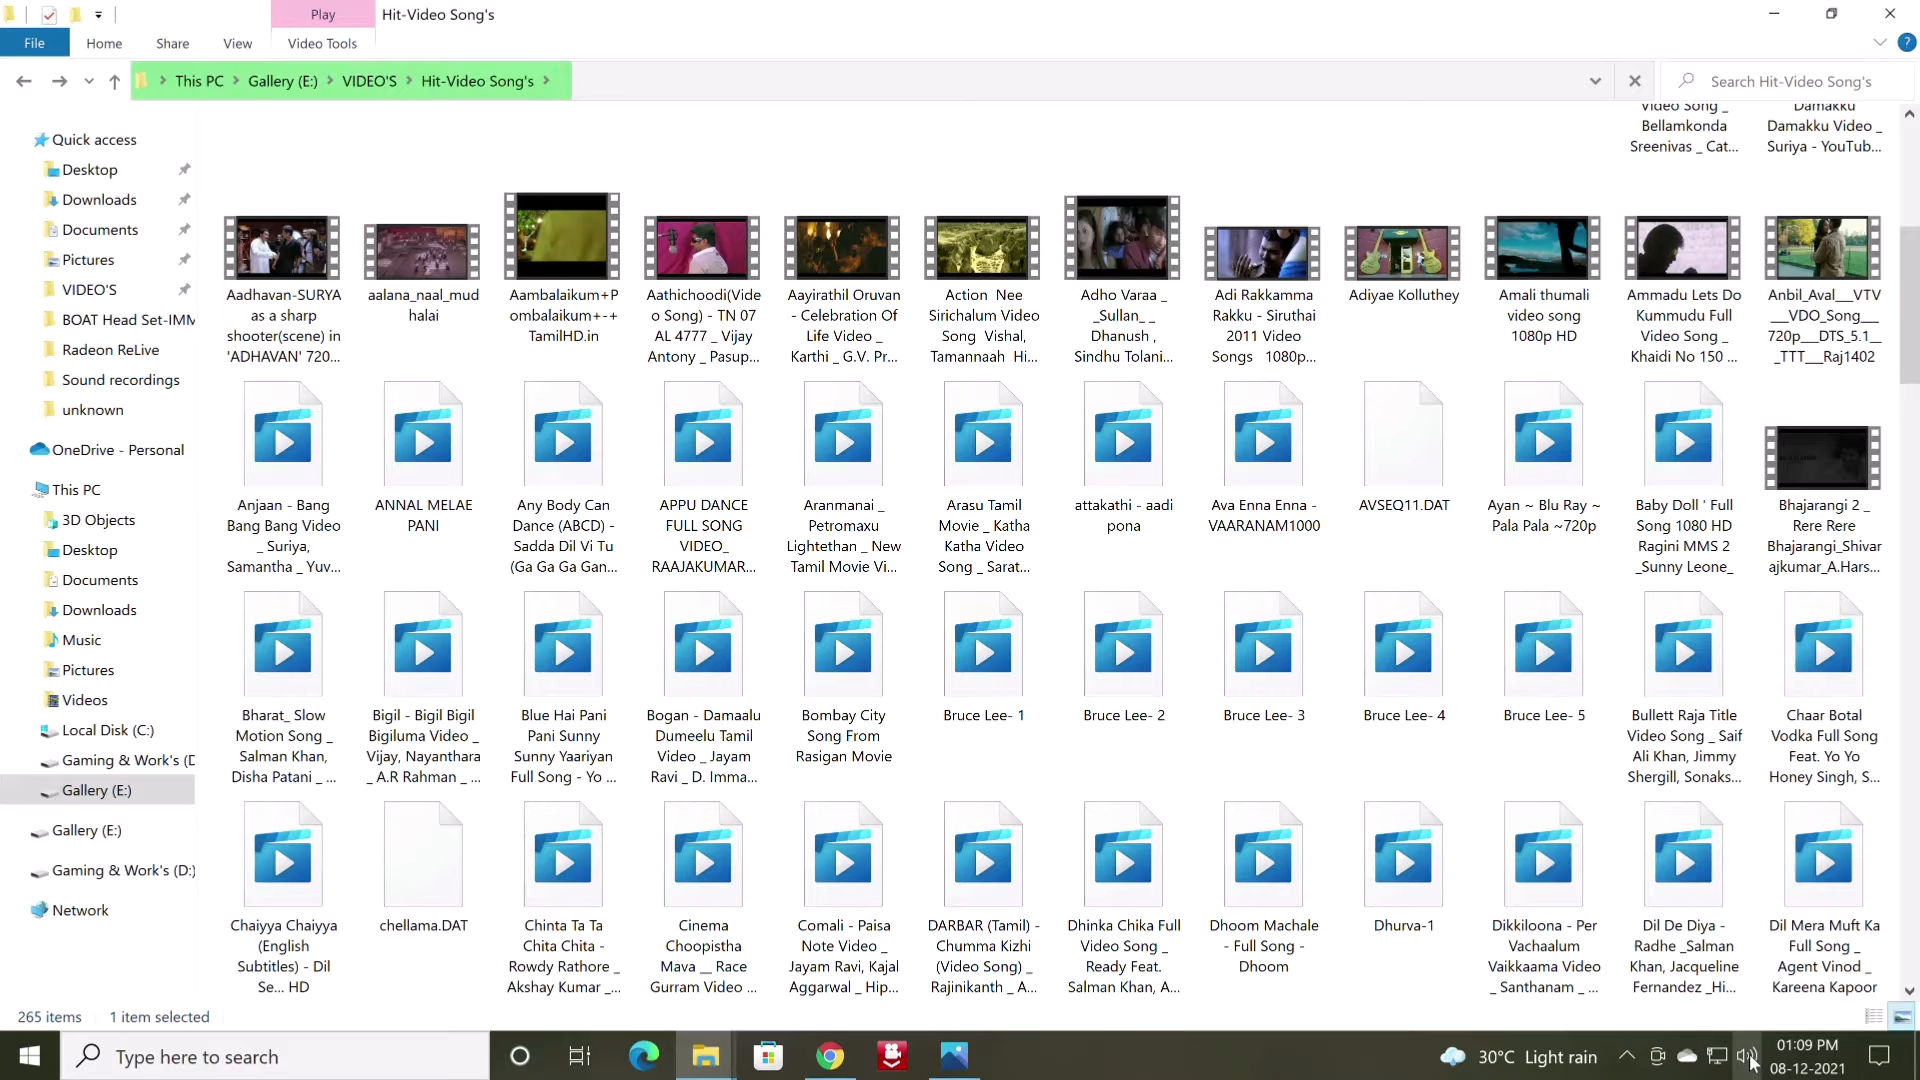 Play
Hit-Video Song's
File
Home
Share
View
Video Tools
This PC
Gallery (E:)
VIDEO'S
Hit-Video Song's
Search Hit-Video Song's
Video Song _
Bellamkonda
Sreenivas _ Cat...
Damakku
Damakku Video _
Suriya - YouTub...
Quick access
Desktop
Downloads
Documents
Pictures
VIDEO'S
BOAT Head Set-IMM
Radeon ReLive
Sound recordings
unknown
OneDrive - Personal
This PC
3D Objects
Desktop
Documents
Downloads
Music
Pictures
Videos
Local Disk (C:)
Gaming & Work's (D
Gallery (E:)
Gallery (E:)
Gaming & Work's (D:)
Network
Aadhavan-SURYA
as a sharp
shooter(scene) in
'ADHAVAN' 720...
aalana_naal_mud
halai
Aambalaikum+P
ombalaikum+-+
TamilHD.in
Aathichoodi(Vide
o Song) - TN 07
AL 4777 _ Vijay
Antony _ Pasup...
Aayirathil Oruvan
- Celebration Of
Life Video _
Karthi _ G.V. Pr...
Action  Nee
Sirichalum Video
Song  Vishal,
Tamannaah  Hi...
Adho Varaa _
_Sullan_ _
Dhanush ,
Sindhu Tolani...
Adi Rakkamma
Rakku - Siruthai
2011 Video
Songs   1080p...
Adiyae Kolluthey
Amali thumali
video song
1080p HD
Ammadu Lets Do
Kummudu Full
Video Song _
Khaidi No 150 ...
Anbil_Aval___VTV
___VDO_Song___
720p___DTS_5.1__
_TTT___Raj1402
Anjaan - Bang
Bang Bang Video
_ Suriya,
Samantha _ Yuv...
ANNAL MELAE
PANI
Any Body Can
Dance (ABCD) -
Sadda Dil Vi Tu
(Ga Ga Ga Gan...
APPU DANCE
FULL SONG
VIDEO_
RAAJAKUMAR...
Aranmanai _
Petromaxu
Lightethan _ New
Tamil Movie Vi...
Arasu Tamil
Movie _ Katha
Katha Video
Song _ Sarat...
attakathi - aadi
pona
Ava Enna Enna -
VAARANAM1000
AVSEQ11.DAT
Ayan ~ Blu Ray ~
Pala Pala ~720p
Baby Doll ' Full
Song 1080 HD
Ragini MMS 2
_Sunny Leone_
Bhajarangi 2 _
Rere Rere
Bhajarangi_Shivar
ajkumar_A.Hars...
Bharat_ Slow
Motion Song _
Salman Khan,
Disha Patani _ ...
Bigil - Bigil Bigil
Bigiluma Video _
Vijay, Nayanthara
_ A.R Rahman _ ...
Blue Hai Pani
Pani Sunny
Sunny Yaariyan
Full Song - Yo ...
Bogan - Damaalu
Dumeelu Tamil
Video _ Jayam
Ravi _ D. Imma...
Bombay City
Song From
Rasigan Movie
Bruce Lee- 1
Bruce Lee- 2
Bruce Lee- 3
Bruce Lee- 4
Bruce Lee- 5
Bullett Raja Title
Video Song _ Saif
Ali Khan, Jimmy
Shergill, Sonaks...
Chaar Botal
Vodka Full Song
Feat. Yo Yo
Honey Singh, S...
Chaiyya Chaiyya
(English
Subtitles) - Dil
Se... HD
chellama.DAT
Chinta Ta Ta
Chita Chita -
Rowdy Rathore _
Akshay Kumar _...
Cinema
Choopistha
Mava __ Race
Gurram Video ...
Comali - Paisa
Note Video _
Jayam Ravi, Kajal
Aggarwal _ Hip...
DARBAR (Tamil) -
Chumma Kizhi
(Video Song) _
Rajinikanth _ A...
Dhinka Chika Full
Video Song _
Ready Feat.
Salman Khan, A...
Dhoom Machale
- Full Song -
Dhoom
Dhurva-1
Dikkiloona - Per
Vachaalum
Vaikkaama Video
_ Santhanam _ ...
Dil De Diya -
Radhe _Salman
Khan, Jacqueline
Fernandez _Hi...
Dil Mera Muft Ka
Full Song _
Agent Vinod _
Kareena Kapoor
265 items
1 item selected
Type here to search
30°C Light rain
01:09 PM
08-12-2021